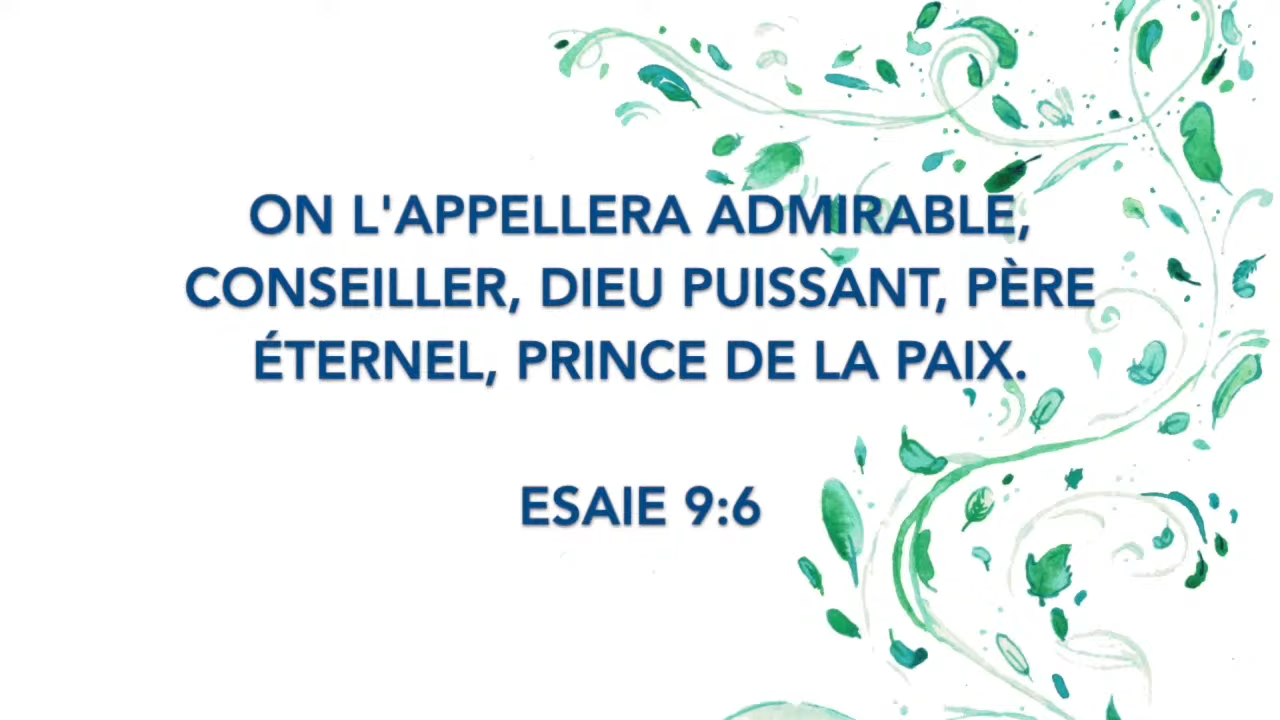 ON L'APPELLERA ADMIRABLE,
CONSEILLER, DIEU PUISSANT, PÈRE
ÉTERNEL, PRINCE DE LA PAIX.
ESAIE 9:6